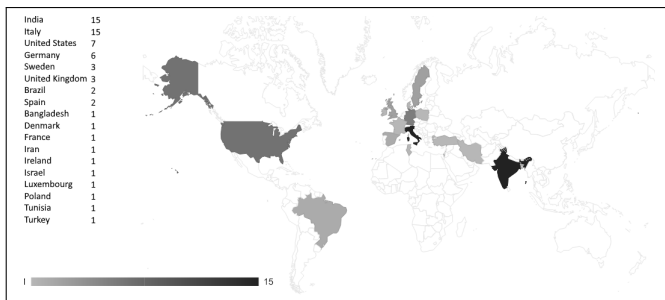 India 15
Italy 15
United States 7
Germany 6
Sweden 3
United Kingdom 3
Brazil 2
Spain 2
Bangladesh 1
Denmark 1
France 1
Iran 1
Ireland 1
Israel 1
Luxembourg 1
Poland 1
Tunisia 1
Turkey 1
I 15